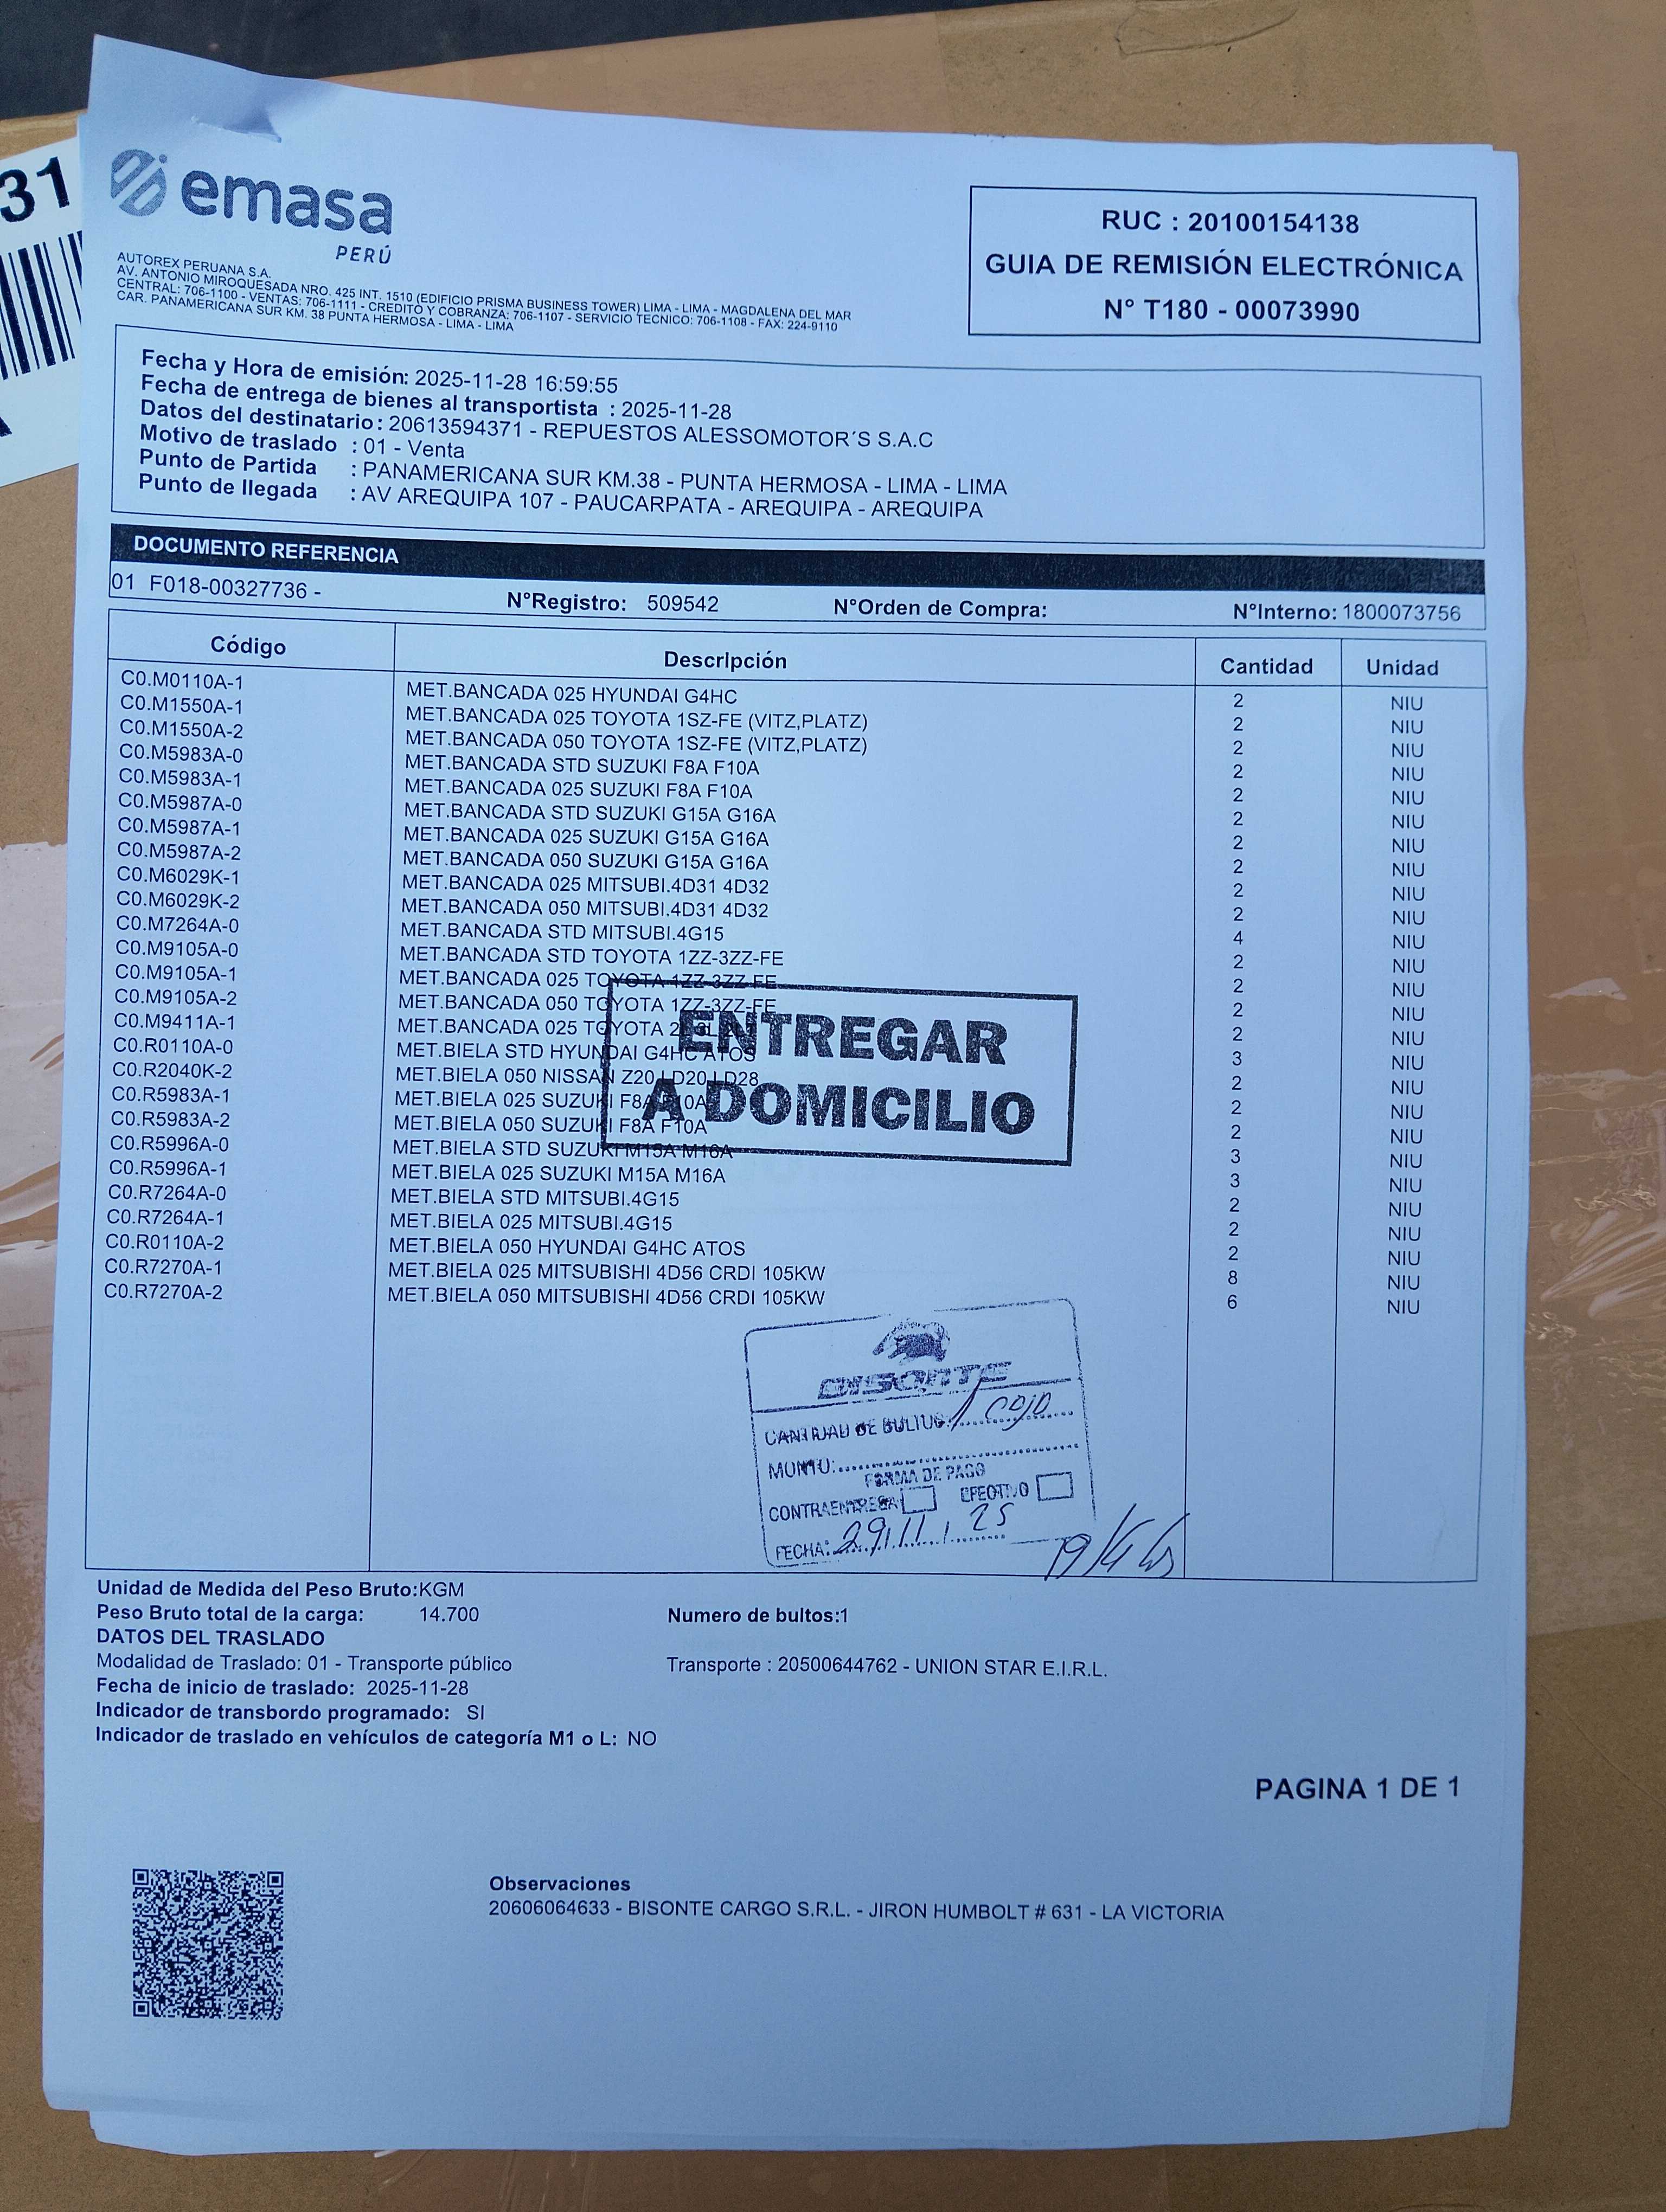 31
emasa
PERÚ
AUTOREX PERUANA S.A.
AV. ANTONIO MIROQUESADA NRO. 425 INT. 1510 (EDIFICIO PRISMA BUSINESS TOWER) LIMA - LIMA - MAGDALENA DEL MAR
CENTRAL: 706-1100 - VENTAS: 706-1111 - CREDITO Y COBRANZA: 706-1107 - SERVICIO TECNICO: 706-1108 - FAX: 224-9110
CAR. PANAMERICANA SUR KM. 38 PUNTA HERMOSA - LIMA - LIMA
RUC : 20100154138
GUIA DE REMISIÓN ELECTRÓNICA
N° T180 - 00073990
Fecha y Hora de emisión: 2025-11-28 16:59:55
Fecha de entrega de bienes al transportista : 2025-11-28
Datos del destinatario: 20613594371 - REPUESTOS ALESSOMOTOR´S S.A.C
Motivo de traslado : 01 - Venta
Punto de Partida : PANAMERICANA SUR KM.38 - PUNTA HERMOSA - LIMA - LIMA
Punto de llegada : AV AREQUIPA 107 - PAUCARPATA - AREQUIPA - AREQUIPA
DOCUMENTO REFERENCIA
01 F018-00327736 - N°Registro: 509542 N°Orden de Compra: N°Interno: 1800073756
Código Descripción Cantidad Unidad
C0.M0110A-1 MET.BANCADA 025 HYUNDAI G4HC 2 NIU
C0.M1550A-1 MET.BANCADA 025 TOYOTA 1SZ-FE (VITZ,PLATZ) 2 NIU
C0.M1550A-2 MET.BANCADA 050 TOYOTA 1SZ-FE (VITZ,PLATZ) 2 NIU
C0.M5983A-0 MET.BANCADA STD SUZUKI F8A F10A 2 NIU
C0.M5983A-1 MET.BANCADA 025 SUZUKI F8A F10A 2 NIU
C0.M5987A-0 MET.BANCADA STD SUZUKI G15A G16A 2 NIU
C0.M5987A-1 MET.BANCADA 025 SUZUKI G15A G16A 2 NIU
C0.M5987A-2 MET.BANCADA 050 SUZUKI G15A G16A 2 NIU
C0.M6029K-1 MET.BANCADA 025 MITSUBI.4D31 4D32 2 NIU
C0.M6029K-2 MET.BANCADA 050 MITSUBI.4D31 4D32 2 NIU
C0.M7264A-0 MET.BANCADA STD MITSUBI.4G15 4 NIU
C0.M9105A-0 MET.BANCADA STD TOYOTA 1ZZ-3ZZ-FE 2 NIU
C0.M9105A-1 MET.BANCADA 025 TOYOTA 1ZZ-3ZZ-FE 2 NIU
C0.M9105A-2 MET.BANCADA 050 TOYOTA 1ZZ-3ZZ-FE 2 NIU
C0.M9411A-1 MET.BANCADA 025 TOYOTA 2 NIU
C0.R0110A-0 MET.BIELA STD HYUNDAI G4HC ATOS 3 NIU
C0.R2040K-2 MET.BIELA 050 NISSAN Z20 LD20 LD28 2 NIU
C0.R5983A-1 MET.BIELA 025 SUZUKI F8A F10A 2 NIU
C0.R5983A-2 MET.BIELA 050 SUZUKI F8A F10A 2 NIU
C0.R5996A-0 MET.BIELA STD SUZUKI M15A M16A 3 NIU
C0.R5996A-1 MET.BIELA 025 SUZUKI M15A M16A 3 NIU
C0.R7264A-0 MET.BIELA STD MITSUBI.4G15 2 NIU
C0.R7264A-1 MET.BIELA 025 MITSUBI.4G15 2 NIU
C0.R0110A-2 MET.BIELA 050 HYUNDAI G4HC ATOS 2 NIU
C0.R7270A-1 MET.BIELA 025 MITSUBISHI 4D56 CRDI 105KW 8 NIU
C0.R7270A-2 MET.BIELA 050 MITSUBISHI 4D56 CRDI 105KW 6 NIU
ENTREGAR
A DOMICILIO
BISONTE
CANTIDAD DE BULTOS: 1
MONTO:
FORMA DE PAGO
CONTRAENTREGA EFECTIVO
FECHA: 29/11/25
Unidad de Medida del Peso Bruto:KGM
Peso Bruto total de la carga: 14.700 Numero de bultos:1
DATOS DEL TRASLADO
Modalidad de Traslado: 01 - Transporte público Transporte : 20500644762 - UNION STAR E.I.R.L.
Fecha de inicio de traslado: 2025-11-28
Indicador de transbordo programado: SI
Indicador de traslado en vehículos de categoría M1 o L: NO
PAGINA 1 DE 1
Observaciones
20606064633 - BISONTE CARGO S.R.L. - JIRON HUMBOLT # 631 - LA VICTORIA